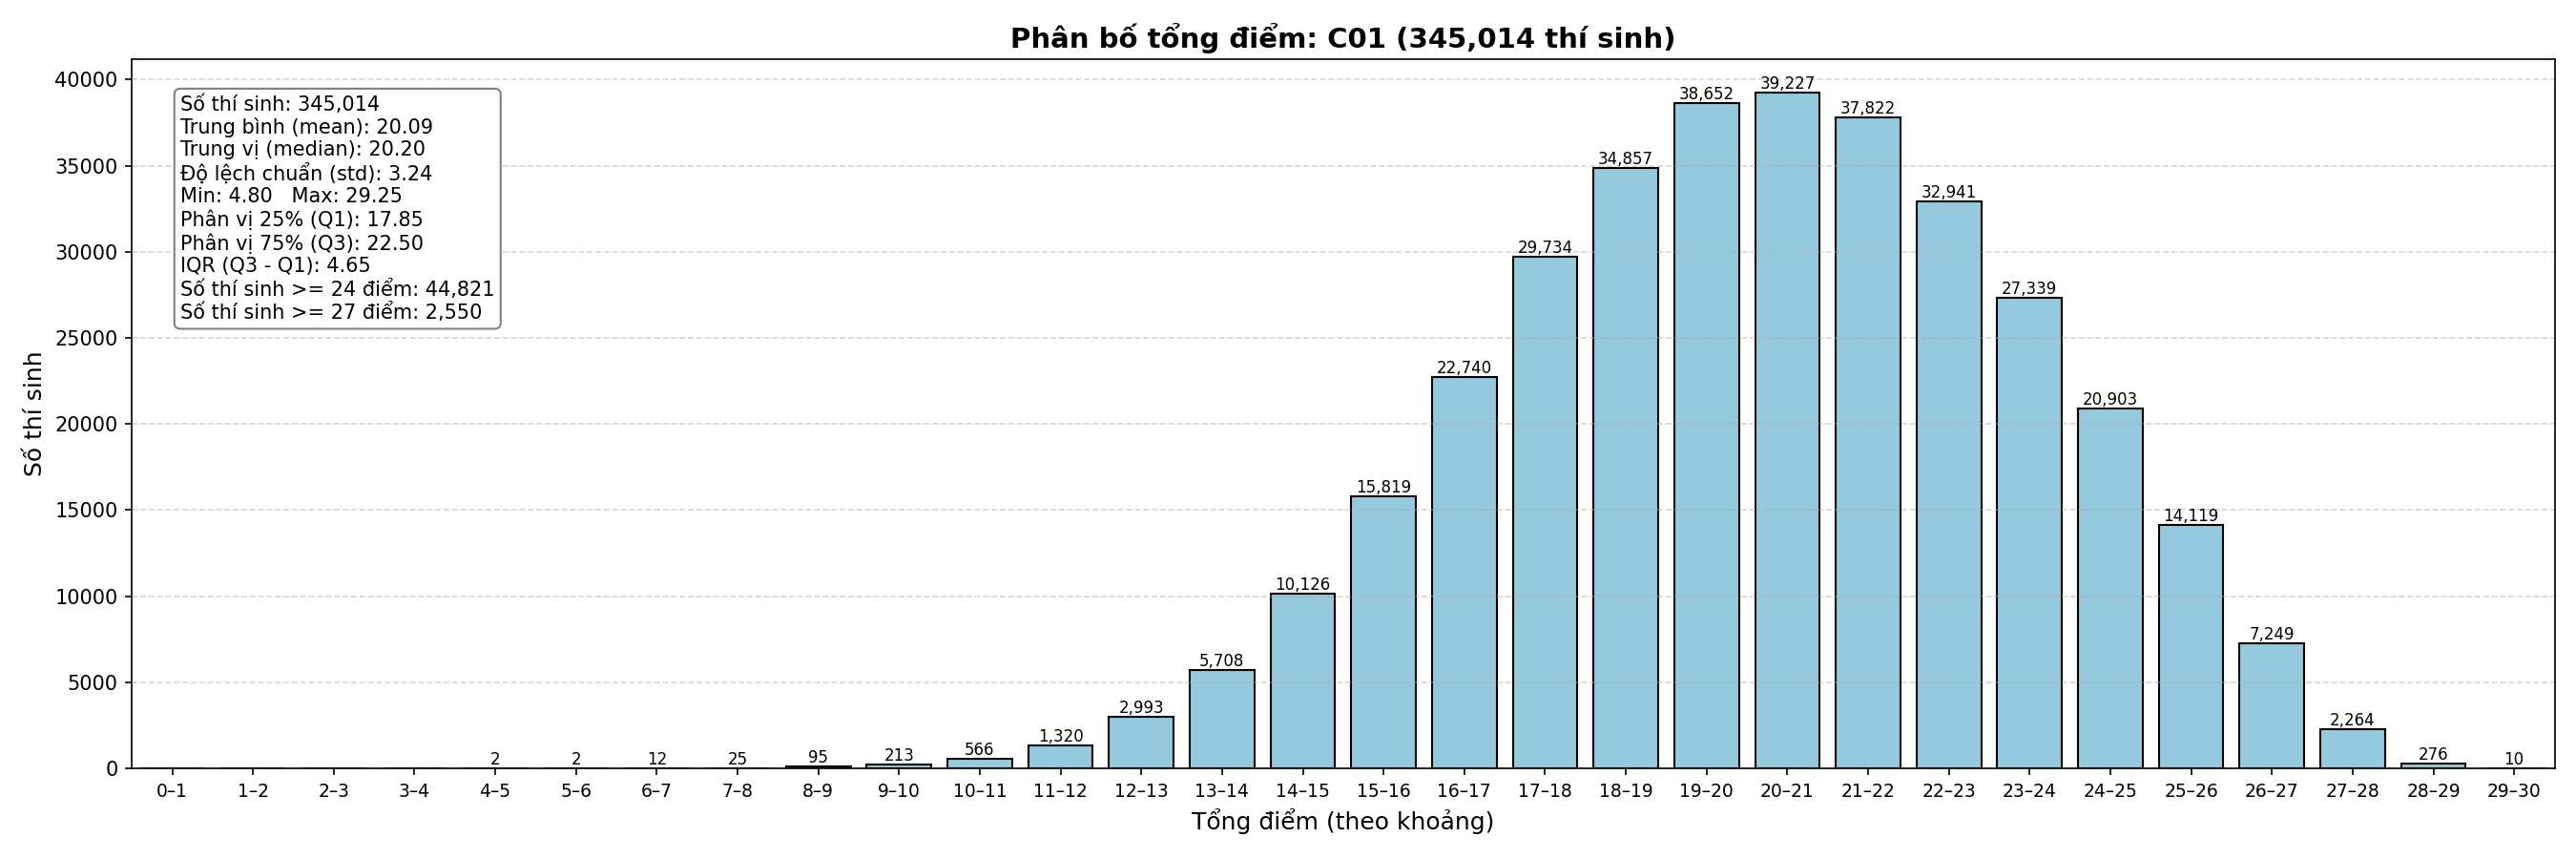 Phân bố tổng điểm: C01 (345,014 thí sinh)
Số thí sinh: 345,014
Trung bình (mean): 20.09
Trung vị (median): 20.20
Độ lệch chuẩn (std): 3.24
Min: 4.80   Max: 29.25
Phân vị 25% (Q1): 17.85
Phân vị 75% (Q3): 22.50
IQR (Q3 - Q1): 4.65
Số thí sinh >= 24 điểm: 44,821
Số thí sinh >= 27 điểm: 2,550
Số thí sinh
40000
35000
30000
25000
20000
15000
10000
5000
0
2
2
12
25
95
213
566
1,320
2,993
5,708
10,126
15,819
22,740
29,734
34,857
38,652
39,227
37,822
32,941
27,339
20,903
14,119
7,249
2,264
276
10
0–1 1–2 2–3 3–4 4–5 5–6 6–7 7–8 8–9 9–10 10–11 11–12 12–13 13–14 14–15 15–16 16–17 17–18 18–19 19–20 20–21 21–22 22–23 23–24 24–25 25–26 26–27 27–28 28–29 29–30
Tổng điểm (theo khoảng)